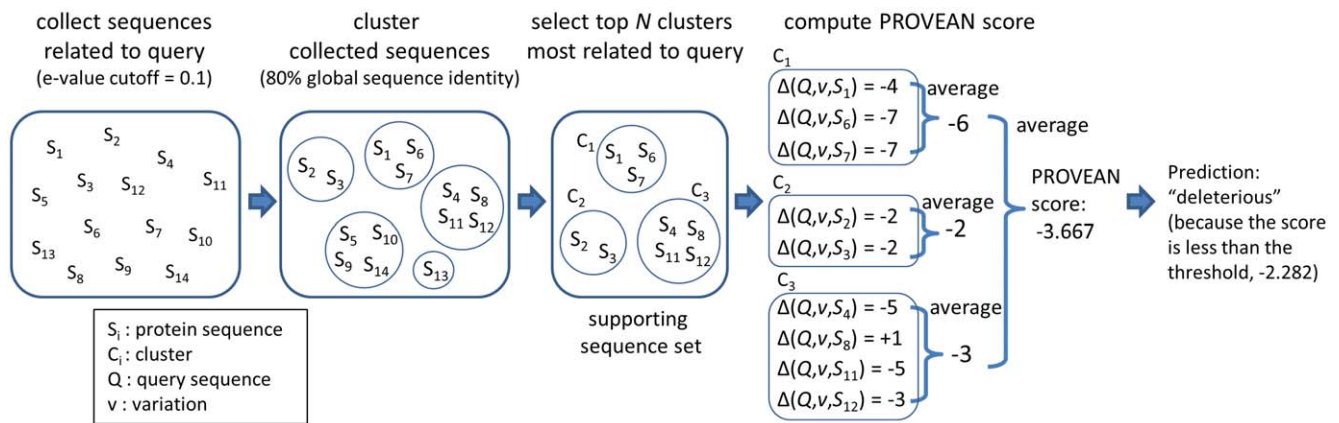 collect sequences
related to query
(e-value cutoff = 0.1)
S1
S2
S4
S3
S12
S11
S5
S6
S7
S10
S13
S8
S9
S14
cluster
collected sequences
(80% global sequence identity)
S2 S3
S1 S6
S7
S4 S8
S11 S12
S5 S10
S9 S14
S13
select top N clusters
most related to query
C1
S1 S6
S7
C2
S2 S3
C3
S4 S8
S11 S12
supporting
sequence set
compute PROVEAN score
C1
Δ(Q,v,S1) = -4
Δ(Q,v,S6) = -7
Δ(Q,v,S7) = -7
average
-6
C2
Δ(Q,v,S2) = -2
Δ(Q,v,S3) = -2
average
-2
C3
Δ(Q,v,S4) = -5
Δ(Q,v,S8) = +1
Δ(Q,v,S11) = -5
Δ(Q,v,S12) = -3
average
-3
average
PROVEAN
score:
-3.667
Prediction:
“deleterious”
(because the score
is less than the
threshold, -2.282)
Si : protein sequence
Ci : cluster
Q : query sequence
v : variation